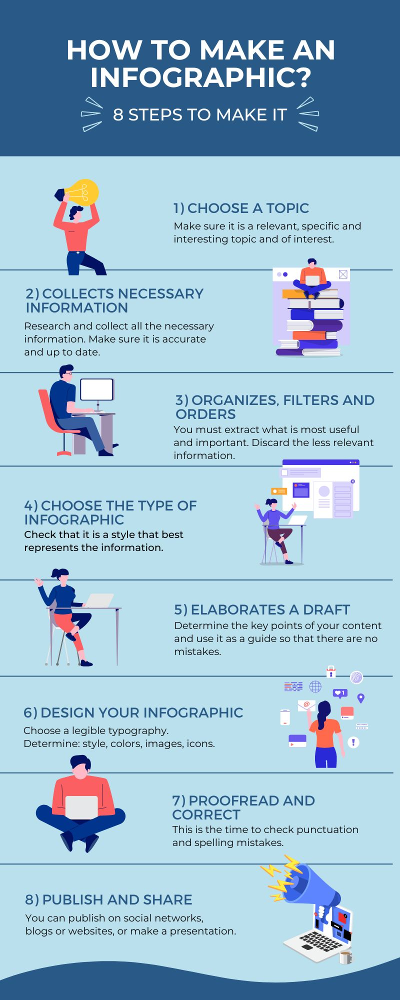 HOW TO MAKE AN
INFOGRAPHIC?
8 STEPS TO MAKE IT
1) CHOOSE A TOPIC
Make sure it is a relevant, specific and
interesting topic and of interest.
2) COLLECTS NECESSARY
INFORMATION
Research and collect all the necessary
information. Make sure it is accurate
and up to date.
3) ORGANIZES, FILTERS AND
ORDERS
You must extract what is most useful
and important. Discard the less relevant
information.
4) CHOOSE THE TYPE OF
INFOGRAPHIC
Check that it is a style that best
represents the information.
5) ELABORATES A DRAFT
Determine the key points of your content
and use it as a guide so that there are no
mistakes.
1
@
!
6) DESIGN YOUR INFOGRAPHIC
Choose a legible typography.
Determine: style, colors, images, icons.
7) PROOFREAD AND
CORRECT
This is the time to check punctuation
and spelling mistakes.
8) PUBLISH AND SHARE
You can publish on social networks,
blogs or websites, or make a presentation.